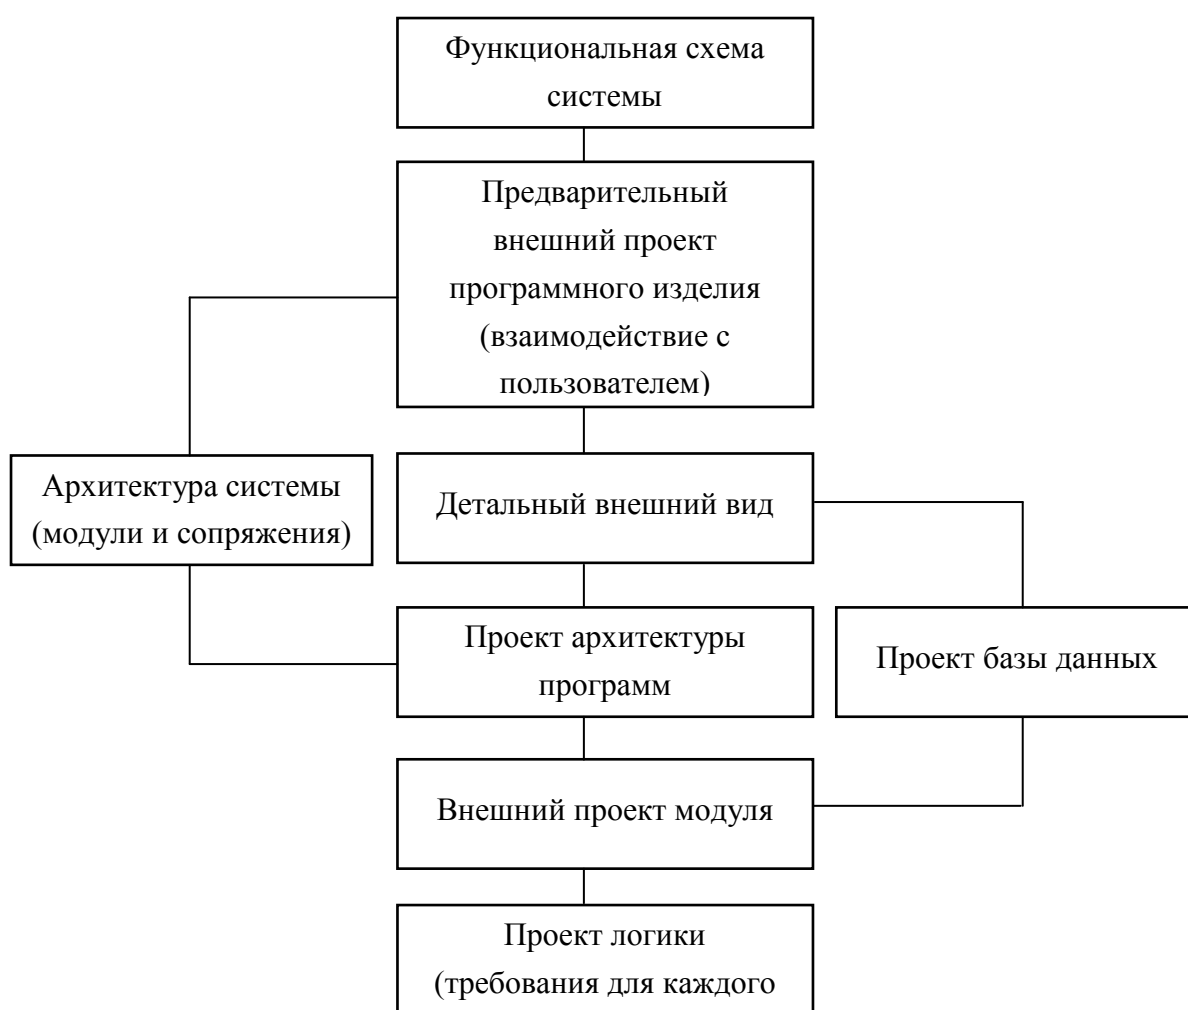 Функциональная схема
системы
Предварительный
внешний проект
программного изделия
(взаимодействие с
пользователем)
Архитектура системы
(модули и сопряжения)
Детальный внешний вид
Проект архитектуры
программ
Проект базы данных
Внешний проект модуля
Проект логики
(требования для каждого